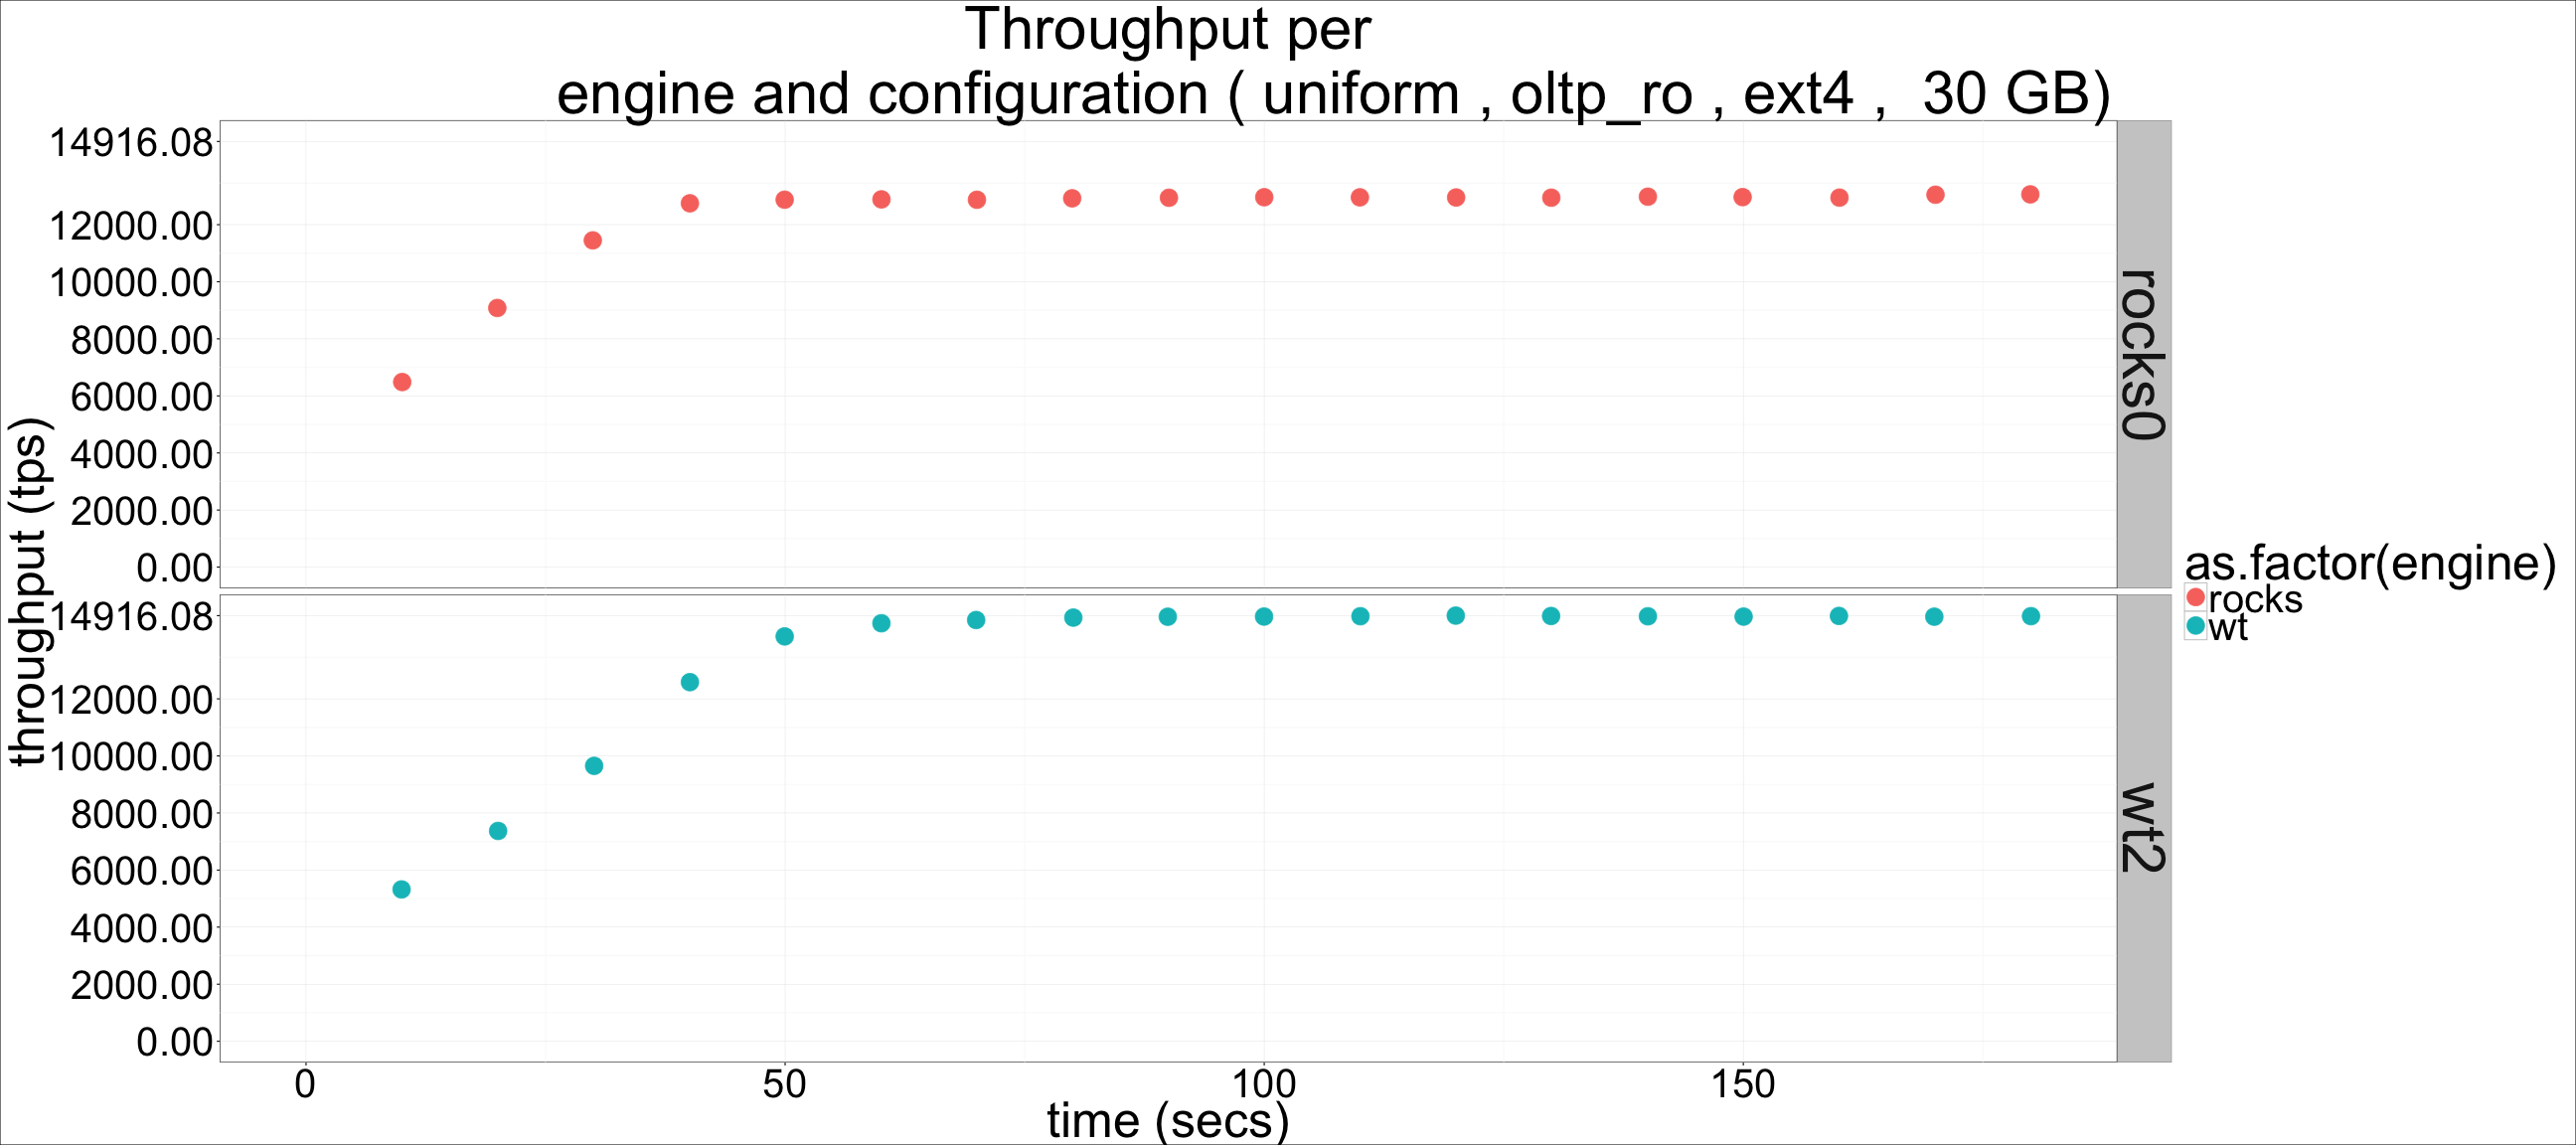 Throughput per
engine and configuration ( uniform , oltp_ro , ext4 ,  30 GB)
throughput (tps)
14916.08
12000.00
10000.00
8000.00
6000.00
4000.00
2000.00
0.00
rocks0
14916.08
12000.00
10000.00
8000.00
6000.00
4000.00
2000.00
0.00
wt2
0
50
100
150
time (secs)
as.factor(engine)
rocks
wt